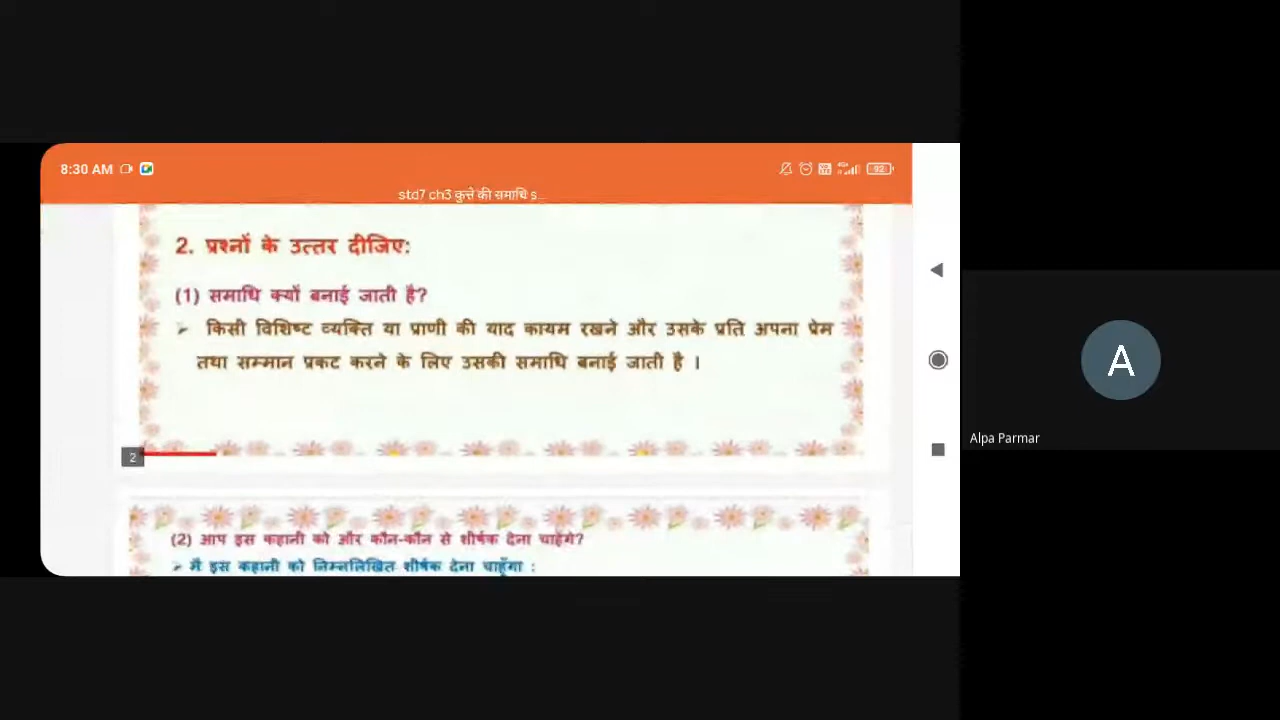 8:30 AM
92
std7 ch3 कुत्ते की समाधि s...
2. प्रश्नों के उत्तर दीजिए:
(1) समाधि क्यों बनाई जाती है?
➢ किसी विशिष्ट व्यक्ति या प्राणी की याद कायम रखने और उसके प्रति अपना प्रेम
तथा सम्मान प्रकट करने के लिए उसकी समाधि बनाई जाती है ।
2
(2) आप इस कहानी को और कौन-कौन से शीर्षक देना चाहेंगे?
➢ मैं इस कहानी को निम्नलिखित शीर्षक देना चाहूँगा :
A
Alpa Parmar